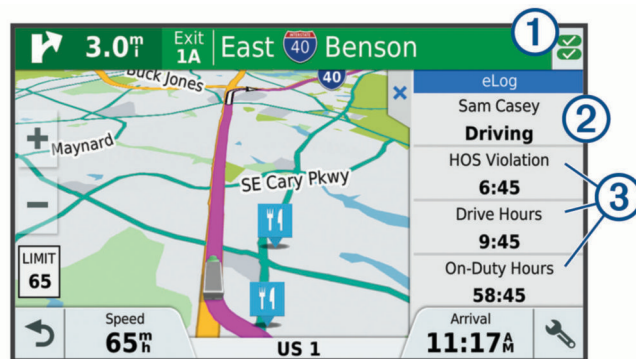 3.0mi Exit 1A East 40 Benson
1
eLog
Sam Casey
Driving
2
HOS Violation
6:45
3
Drive Hours
9:45
On-Duty Hours
58:45
Buck Jones
40
+
Maynard
SE Cary Pkwy
−
LIMIT
65
Speed
65mh
US 1
Arrival
11:17AM